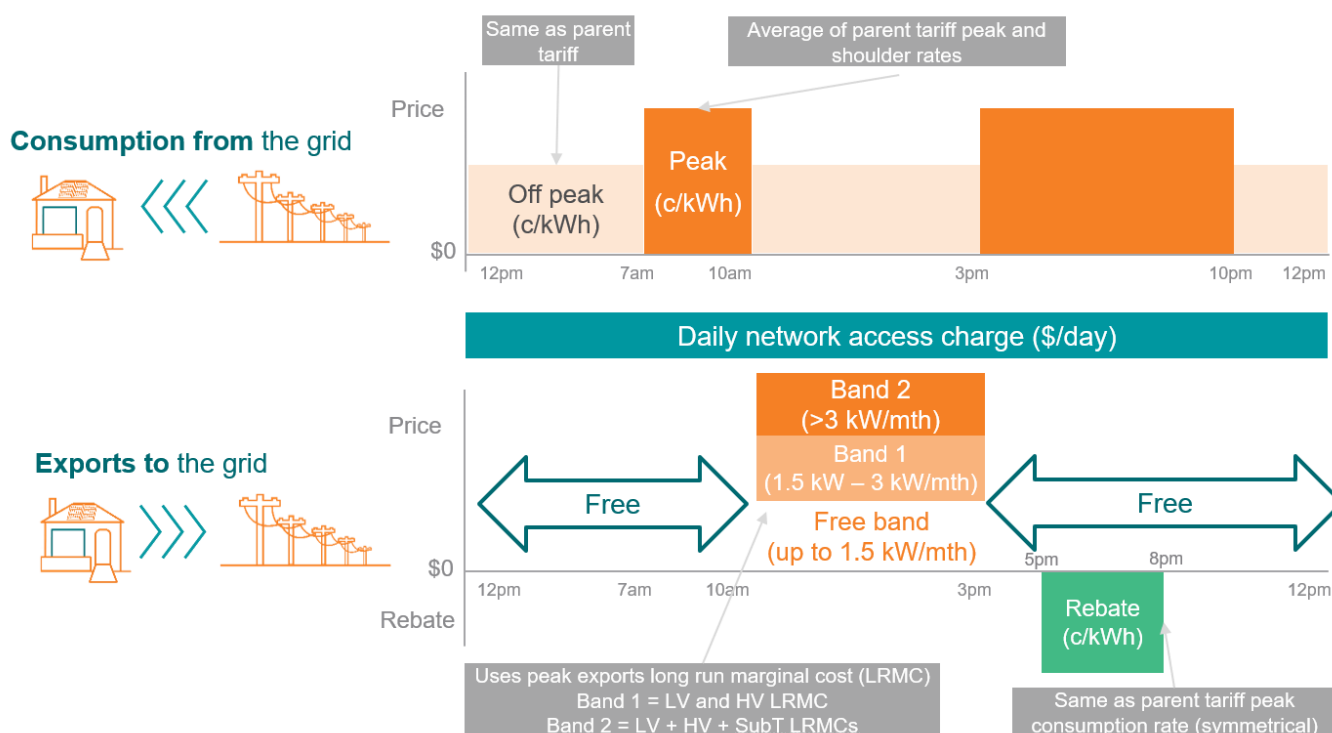 Same as parent
tariff
Average of parent tariff peak and
shoulder rates
Price
Consumption from the grid
Peak
(c/kWh)
Off peak
(c/kWh)
$0
12pm
7am
10am
3pm
10pm
12pm
Daily network access charge ($/day)
Band 2
(>3 kW/mth)
Price
Band 1
(1.5 kW – 3 kW/mth)
Exports to the grid
Free
Free
Free band
(up to 1.5 kW/mth)
5pm
8pm
$0
12pm
7am
10am
3pm
12pm
Rebate
Rebate
(c/kWh)
Uses peak exports long run marginal cost (LRMC)
Band 1 = LV and HV LRMC
Band 2 = LV + HV + SubT LRMCs
Same as parent tariff peak
consumption rate (symmetrical)